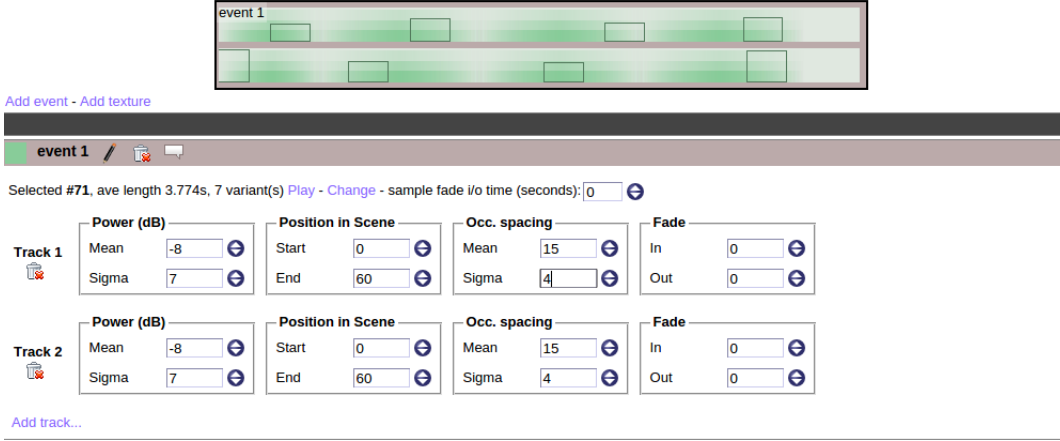 event 1
Add event - Add texture
event 1
Selected #71, ave length 3.774s, 7 variant(s) Play - Change - sample fade i/o time (seconds): 0
Power (dB) Position in Scene Occ. spacing Fade
Track 1 Mean -8 Start 0 Mean 15 In 0
Sigma 7 End 60 Sigma 4 Out 0
Power (dB) Position in Scene Occ. spacing Fade
Track 2 Mean -8 Start 0 Mean 15 In 0
Sigma 7 End 60 Sigma 4 Out 0
Add track...